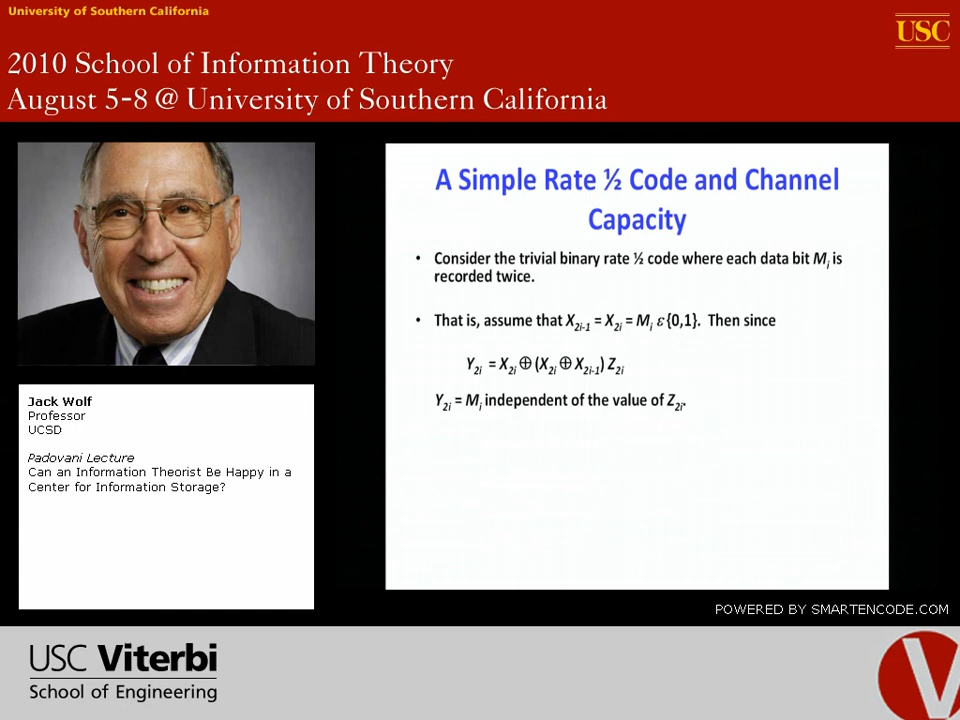 University of Southern California
USC
2010 School of Information Theory
August 5-8 @ University of Southern California
A Simple Rate ½ Code and Channel
Capacity
• Consider the trivial binary rate ½ code where each data bit Mᵢ is
recorded twice.
• That is, assume that X₂ᵢ₋₁ = X₂ᵢ = Mᵢ ε {0,1}. Then since
Y₂ᵢ = X₂ᵢ ⊕ (X₂ᵢ ⊕ X₂ᵢ₋₁) Z₂ᵢ
Y₂ᵢ = Mᵢ independent of the value of Z₂ᵢ.
Jack Wolf
Professor
UCSD
Padovani Lecture
Can an Information Theorist Be Happy in a
Center for Information Storage?
POWERED BY SMARTENCODE.COM
USC Viterbi
School of Engineering
V